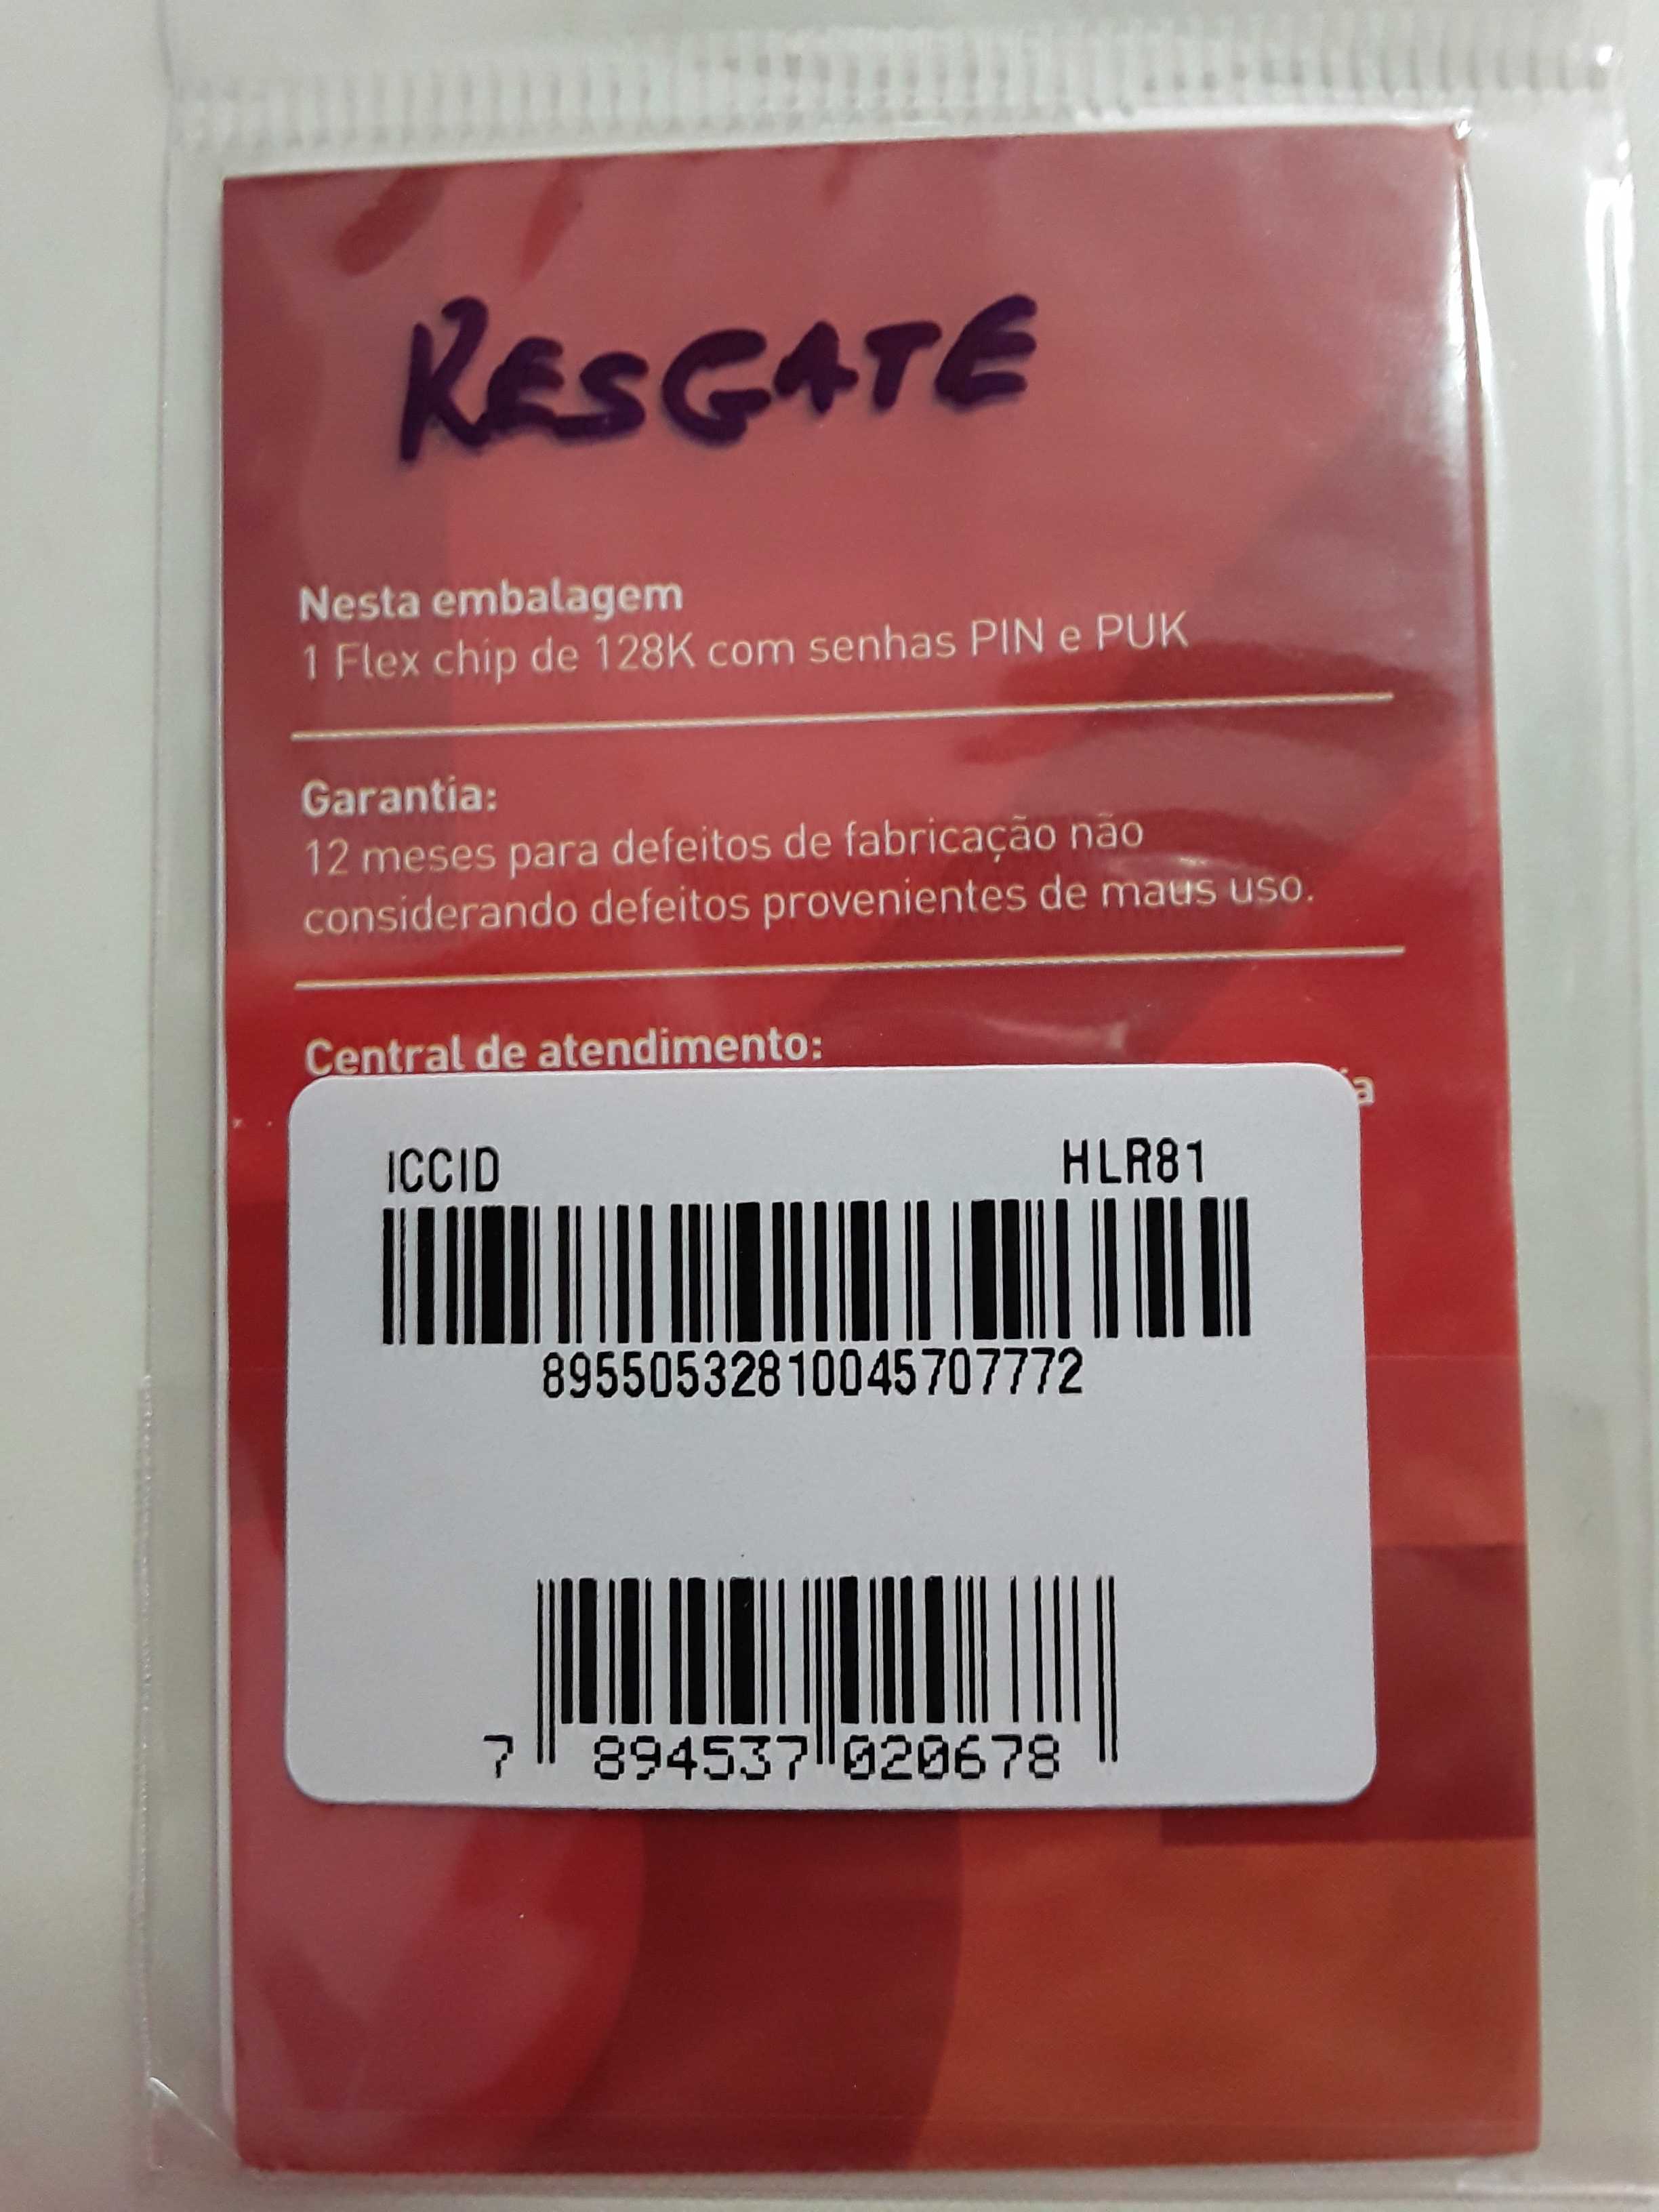 RESGATE
Nesta embalagem
1 Flex chip de 128K com senhas PIN e PUK
Garantia:
12 meses para defeitos de fabricação não
considerando defeitos provenientes de maus uso.
Central de atendimento:
ICCID HLR81
89550532810045707772
7 894537 020678